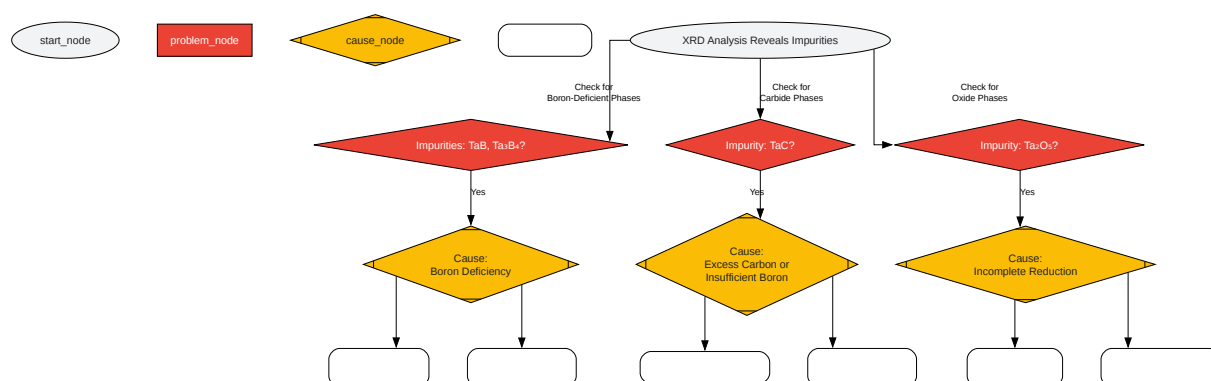 start_node
problem_node
cause_node
XRD Analysis Reveals Impurities
Check for
Boron-Deficient Phases
Check for
Carbide Phases
Check for
Oxide Phases
Impurities: TaB, Ta₃B₄?
Impurity: TaC?
Impurity: Ta₂O₅?
Yes
Yes
Yes
Cause:
Boron Deficiency
Cause:
Excess Carbon or
Insufficient Boron
Cause:
Incomplete Reduction